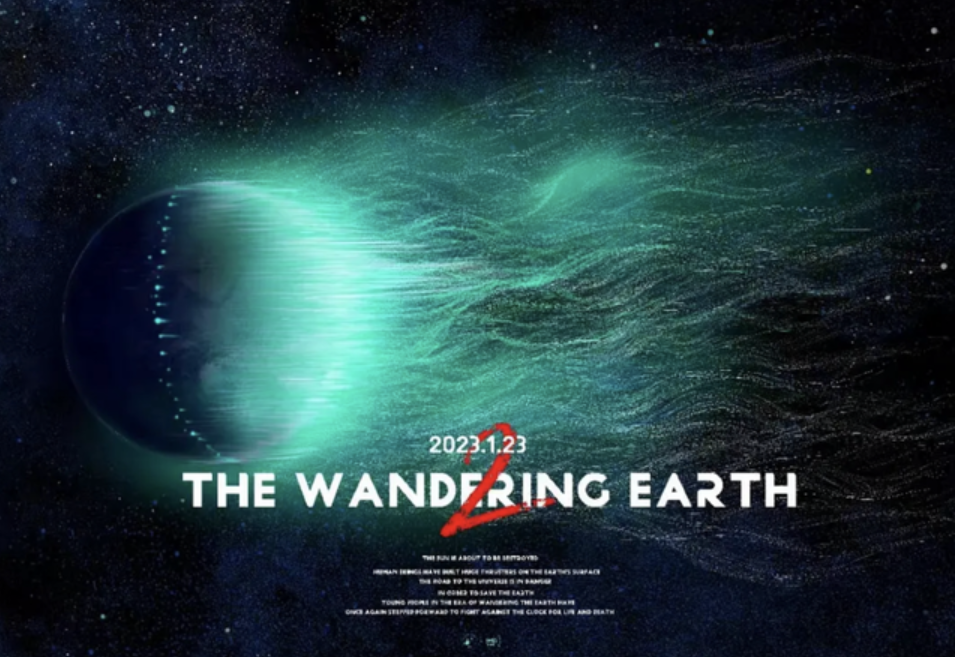 2023.1.23
2
THE WANDERING EARTH
THE SUN IS ABOUT TO BE DESTROYED
HUMAN BEINGS HAVE BUILT HUGE THRUSTERS ON THE EARTH'S SURFACE
THE ROAD TO THE UNIVERSE IS IN DANGER
IN ORDER TO SAVE THE EARTH
YOUNG PEOPLE IN THE ERA OF WANDERING THE EARTH HAVE
ONCE AGAIN STEPPED FORWARD TO FIGHT AGAINST THE CLOCK FOR LIFE AND DEATH